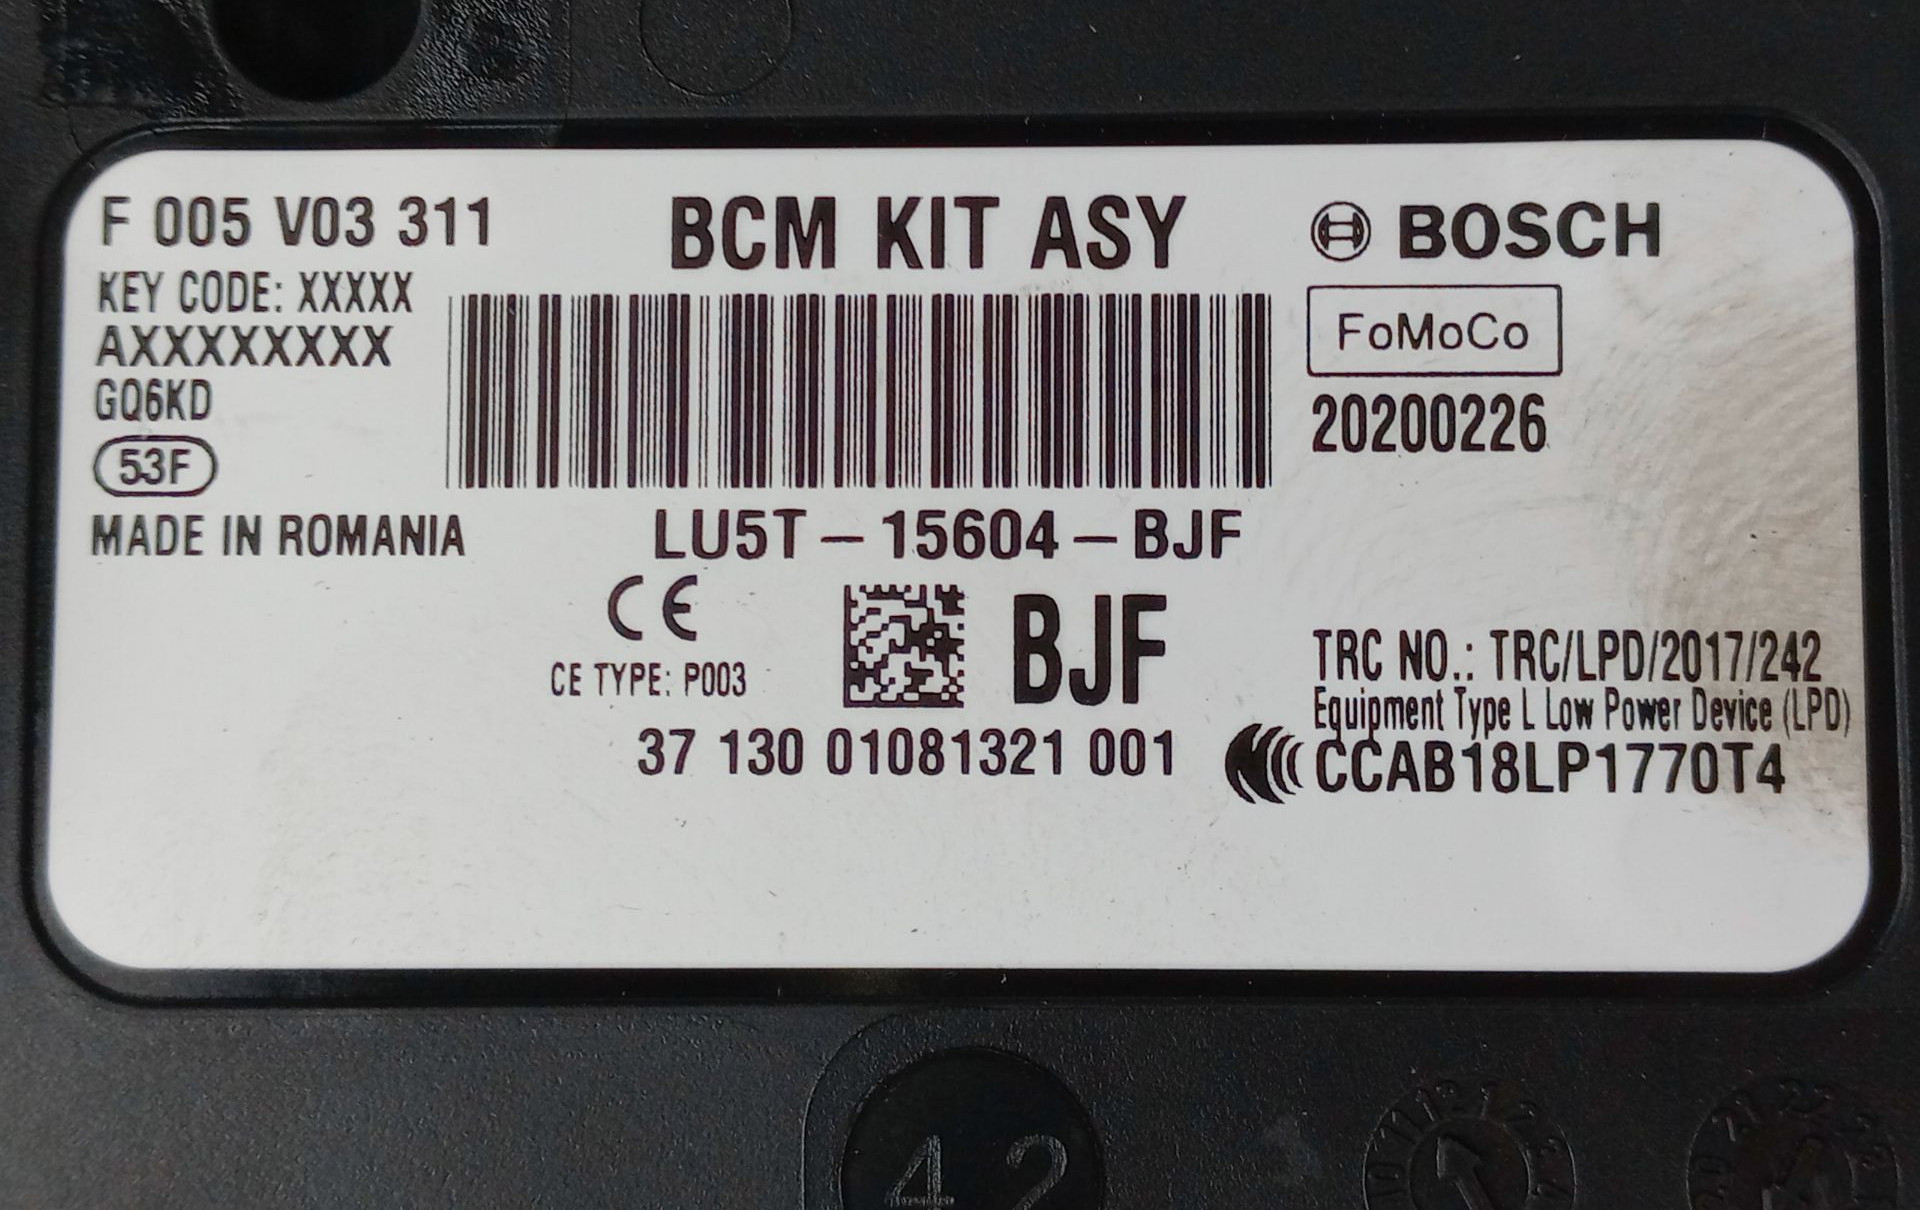 F 005 V03 311
KEY CODE: XXXXX
AXXXXXXXXX
GQ6KD
53F
MADE IN ROMANIA
BCM KIT ASY
LU5T – 15604 – BJF
CE
CE TYPE: P003
BJF
37 130 01081321 001
BOSCH
FoMoCo
20200226
TRC NO.: TRC/LPD/2017/242
Equipment Type L Low Power Device (LPD)
CCAB18LP1770T4
42